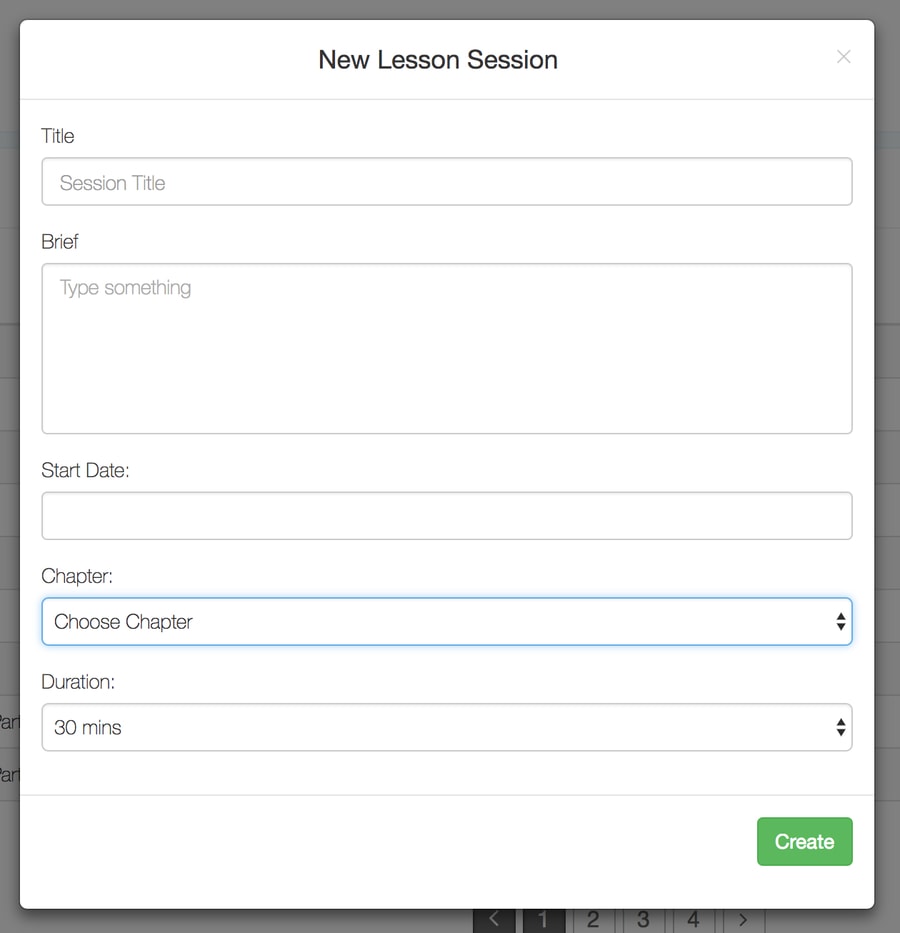 New Lesson Session ×
Title
Session Title
Brief
Type something
Start Date:
Chapter:
Choose Chapter
Duration:
30 mins
Part
Part
Create
< 1 2 3 4 >